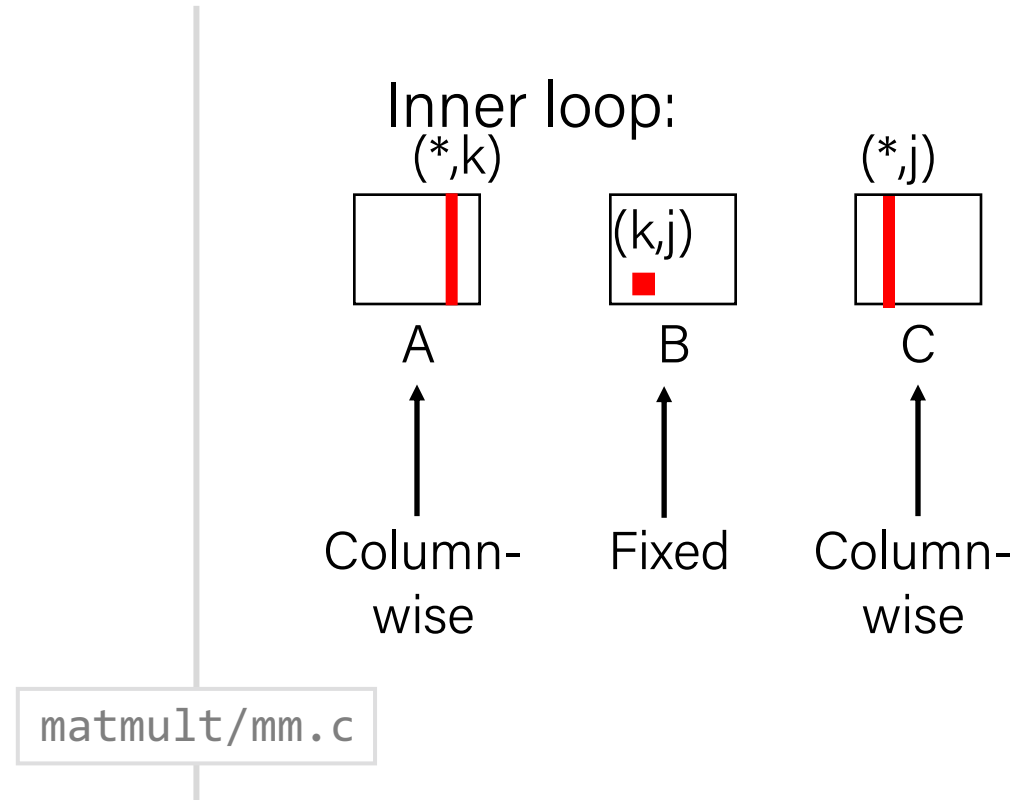 Inner loop:
(*,k)
(*,j)
(k,j)
A
B
C
Column-
wise
Fixed
Column-
wise
matmult/mm.c